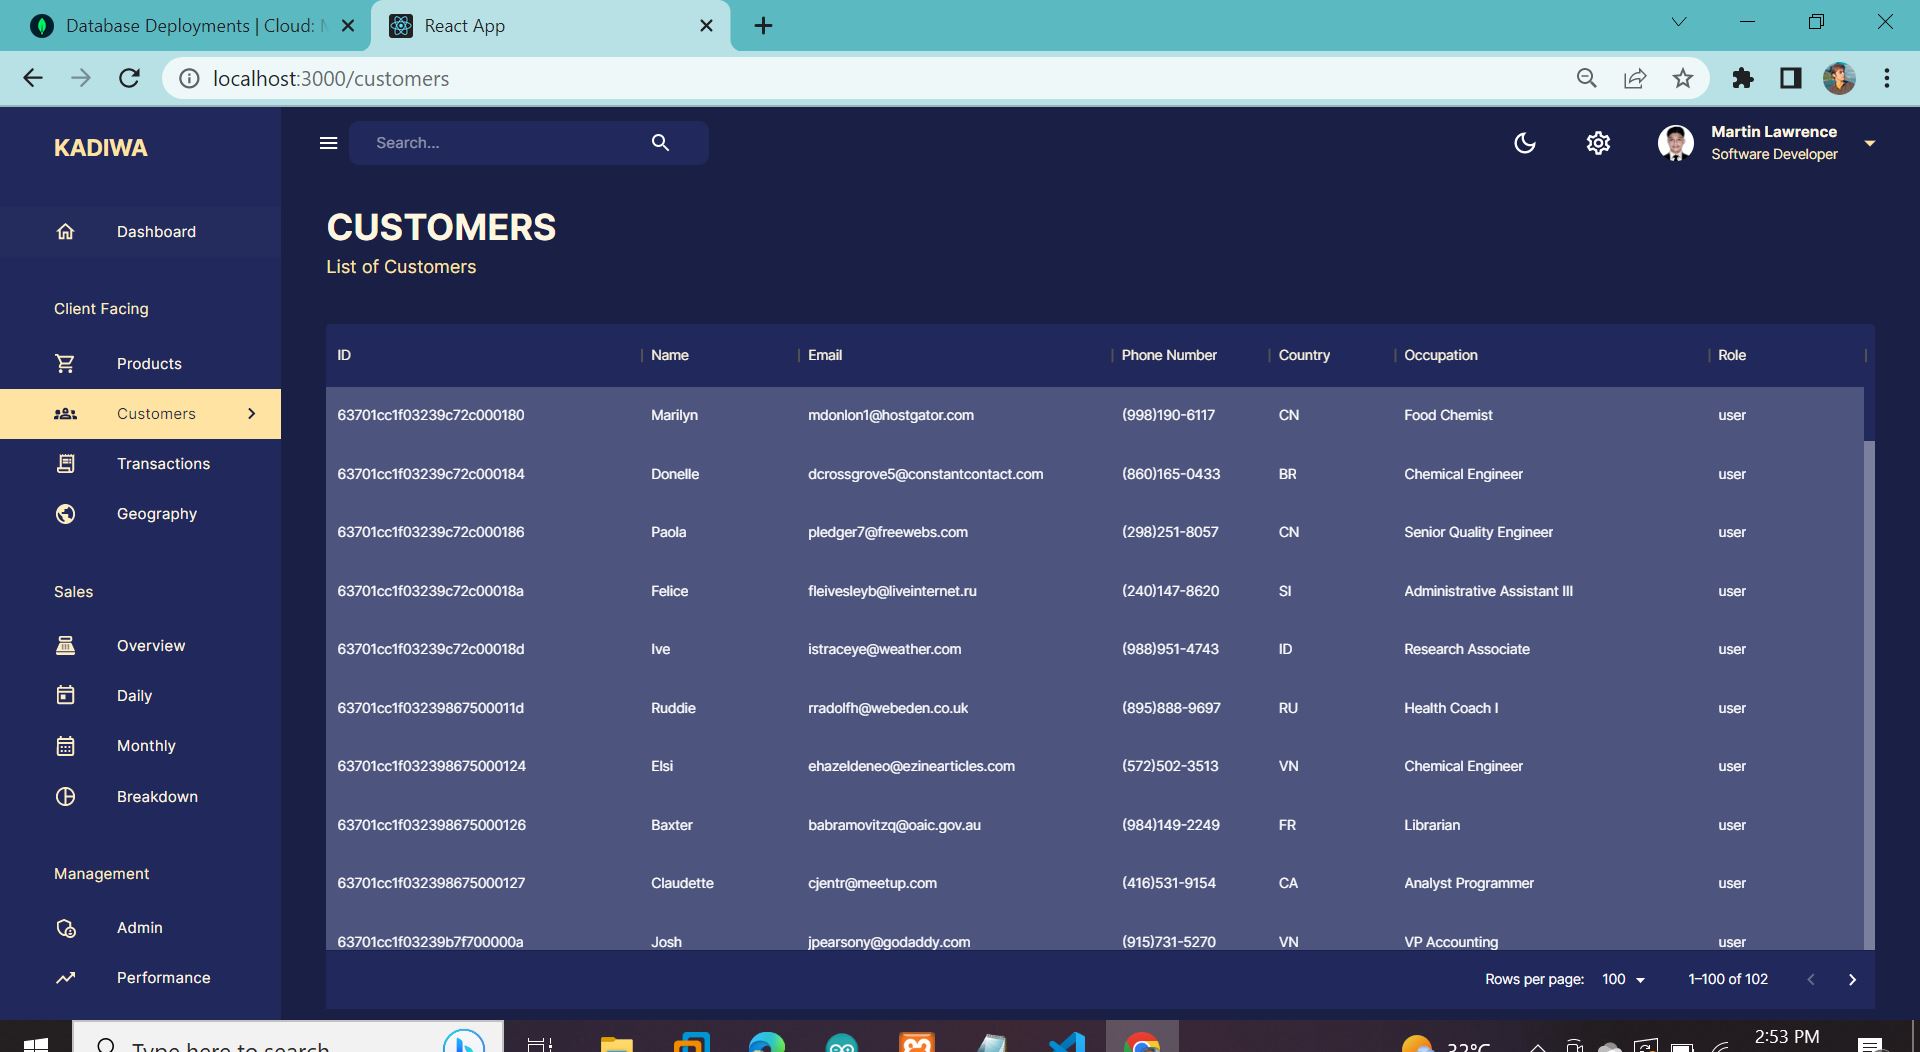 Database Deployments | Cloud:
React App
localhost:3000/customers
KADIWA
Search...
Martin Lawrence
Software Developer
Dashboard
Client Facing
Products
Customers
Transactions
Geography
Sales
Overview
Daily
Monthly
Breakdown
Management
Admin
Performance
CUSTOMERS
List of Customers
ID Name Email Phone Number Country Occupation Role
63701cc1f03239c72c000180 Marilyn mdonlon1@hostgator.com (998)190-6117 CN Food Chemist user
63701cc1f03239c72c000184 Donelle dcrossgrove5@constantcontact.com (860)165-0433 BR Chemical Engineer user
63701cc1f03239c72c000186 Paola pledger7@freewebs.com (298)251-8057 CN Senior Quality Engineer user
63701cc1f03239c72c00018a Felice fleivesleyb@liveinternet.ru (240)147-8620 SI Administrative Assistant III user
63701cc1f03239c72c00018d Ive istraceye@weather.com (988)951-4743 ID Research Associate user
63701cc1f03239867500011d Ruddie rradolfh@webeden.co.uk (895)888-9697 RU Health Coach I user
63701cc1f032398675000124 Elsi ehazeldeneo@ezinearticles.com (572)502-3513 VN Chemical Engineer user
63701cc1f032398675000126 Baxter babramovitzq@oaic.gov.au (984)149-2249 FR Librarian user
63701cc1f032398675000127 Claudette cjentr@meetup.com (416)531-9154 CA Analyst Programmer user
63701cc1f03239b7f700000a Josh jpearsony@godaddy.com (915)731-5270 VN VP Accounting user
Rows per page: 100 1–100 of 102
Type here to search
32°C
2:53 PM